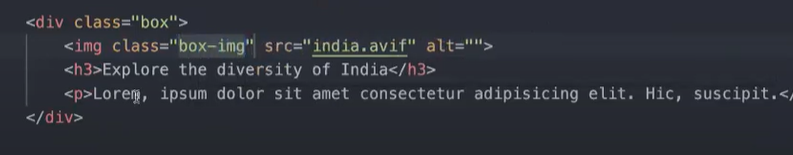 <div class="box">
<img class="box-img" src="india.avif" alt="">
<h3>Explore the diversity of India</h3>
<p>Lorem, ipsum dolor sit amet consectetur adipisicing elit. Hic, suscipit.</
</div>